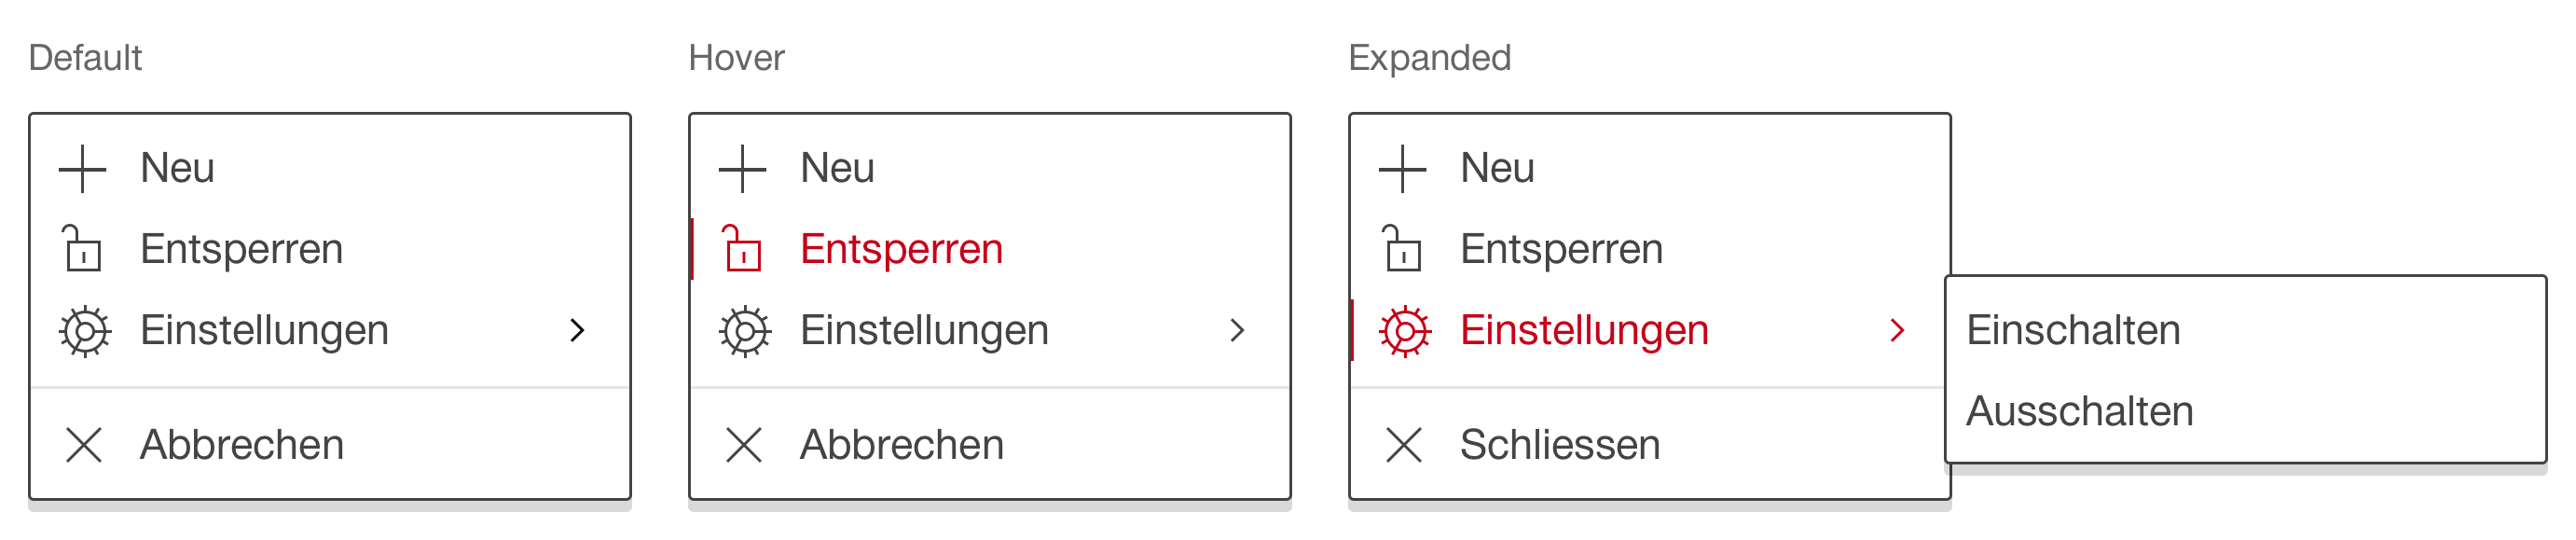 Default
Neu
Entsperren
Einstellungen
Abbrechen
Hover
Neu
Entsperren
Einstellungen
Abbrechen
Expanded
Neu
Entsperren
Einstellungen
Schliessen
Einschalten
Ausschalten